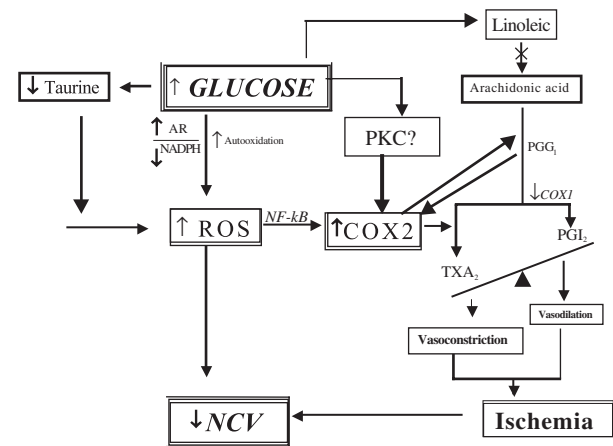 Linoleic
↓ Taurine
↑ GLUCOSE
Arachidonic acid
↑ AR
↓ NADPH
↑ Autooxidation
PKC?
PGG1
↓COX1
↑ ROS
NF-kB
↑COX2
PGI2
TXA2
Vasodilation
Vasoconstriction
↓NCV
Ischemia